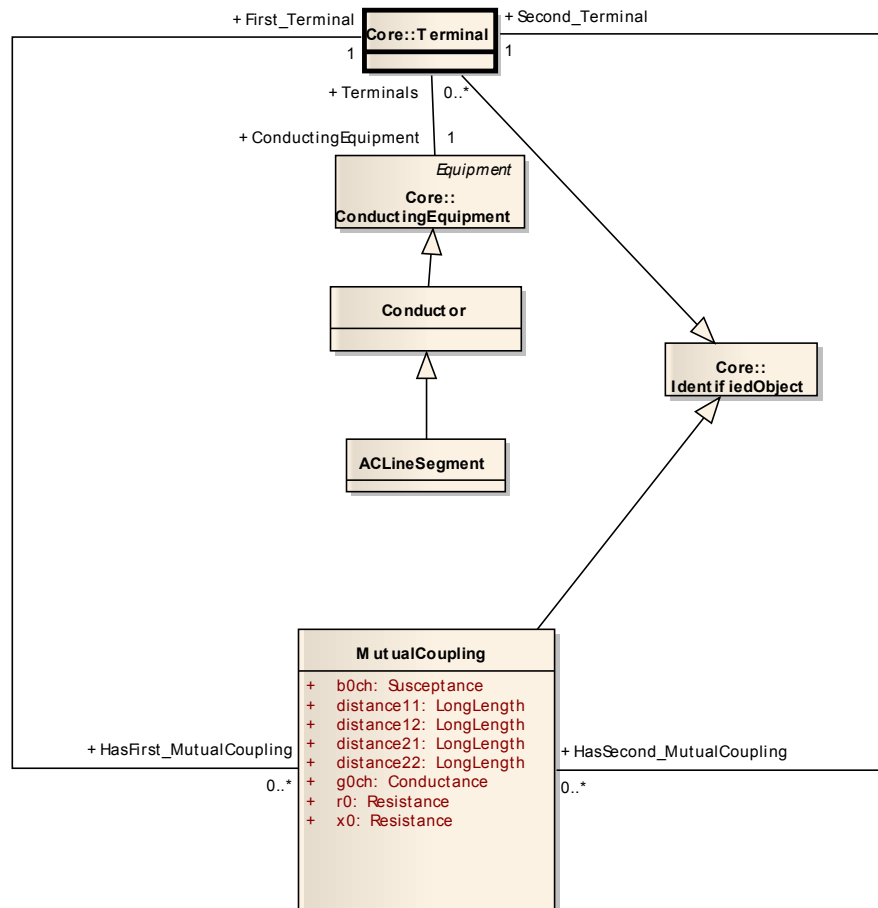 + First_Terminal
+ Second_Terminal
Core::Terminal
1
1
+ Terminals
0..*
+ ConductingEquipment
1
Equipment
Core::
ConductingEquipment
Conductor
Core::
IdentifiedObject
ACLineSegment
MutualCoupling
+ b0ch: Susceptance
+ distance11: LongLength
+ distance12: LongLength
+ distance21: LongLength
+ distance22: LongLength
+ g0ch: Conductance
+ r0: Resistance
+ x0: Resistance
+ HasFirst_MutualCoupling
0..*
+ HasSecond_MutualCoupling
0..*